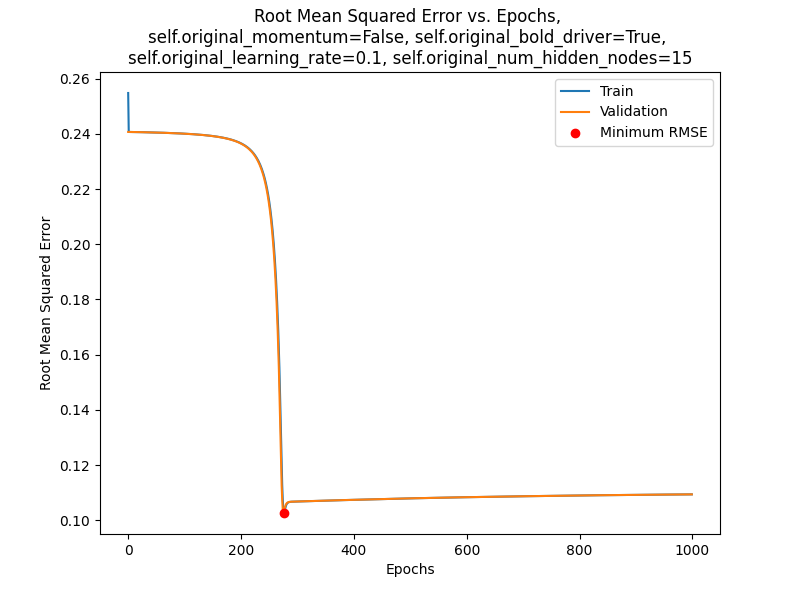 Root Mean Squared Error vs. Epochs,
self.original_momentum=False, self.original_bold_driver=True,
self.original_learning_rate=0.1, self.original_num_hidden_nodes=15
Train
Validation
Minimum RMSE
Root Mean Squared Error
0.26
0.24
0.22
0.20
0.18
0.16
0.14
0.12
0.10
0 200 400 600 800 1000
Epochs